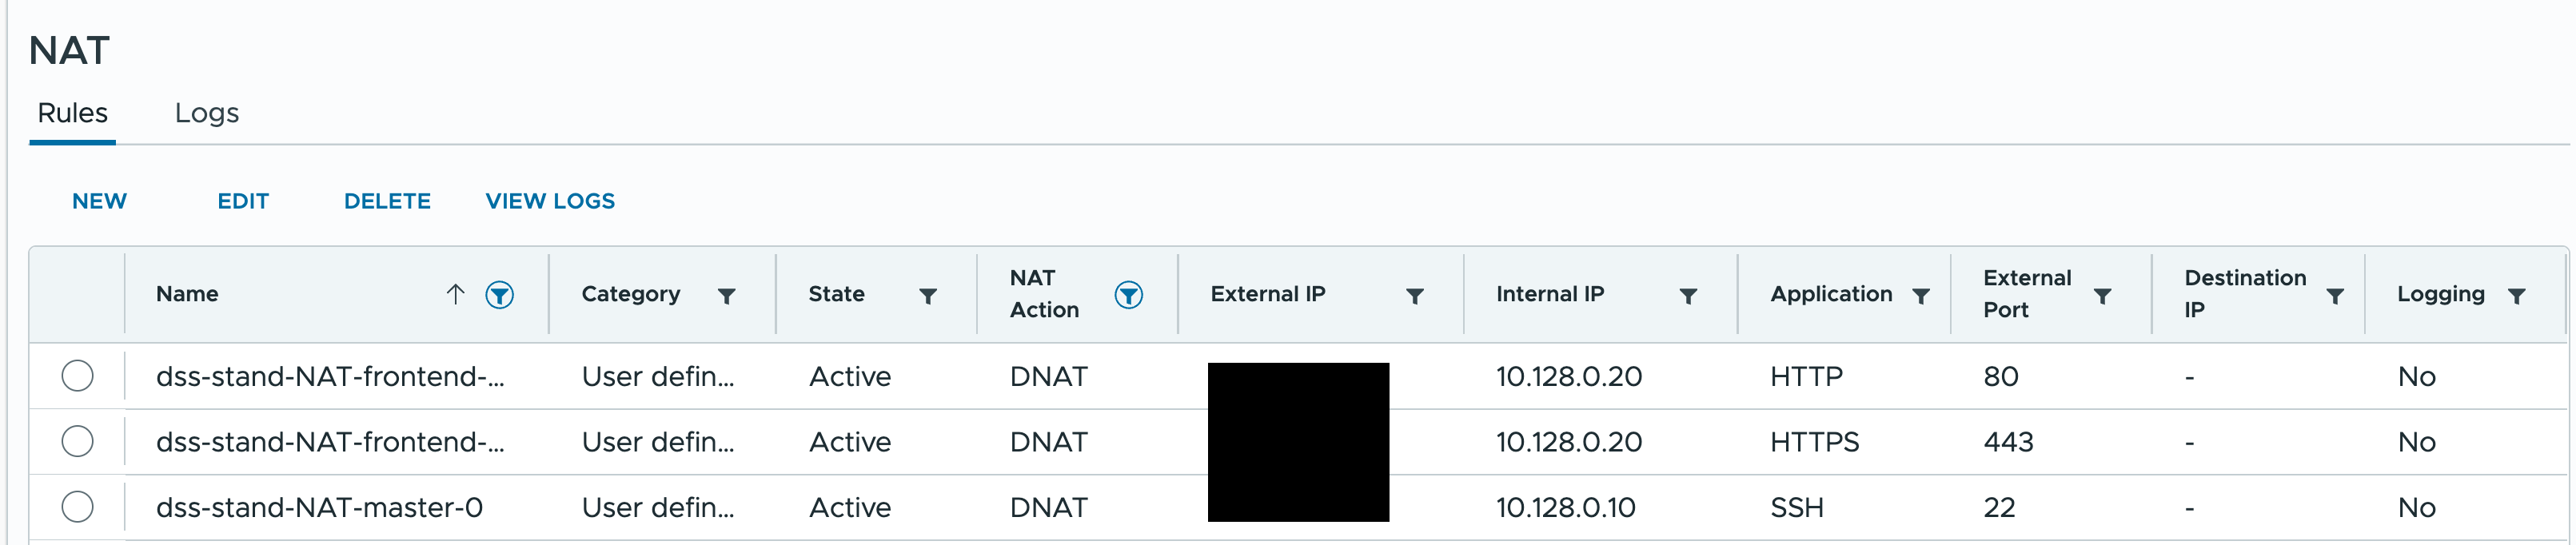 NAT
Rules Logs
NEW EDIT DELETE VIEW LOGS
Name Category State NAT Action External IP Internal IP Application External Port Destination IP Logging
dss-stand-NAT-frontend-... User defin... Active DNAT 10.128.0.20 HTTP 80 - No
dss-stand-NAT-frontend-... User defin... Active DNAT 10.128.0.20 HTTPS 443 - No
dss-stand-NAT-master-0 User defin... Active DNAT 10.128.0.10 SSH 22 - No